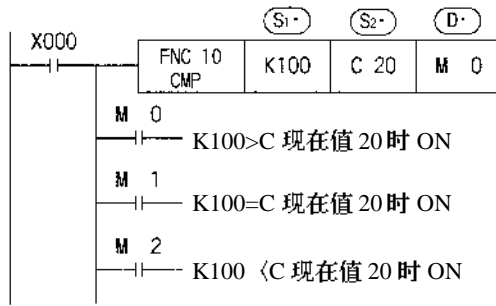 S1· S2· D·
X000
FNC 10 CMP K100 C 20 M 0
M 0
K100>C 现在值 20 时 ON
M 1
K100=C 现在值 20 时 ON
M 2
K100 〈C 现在值 20 时 ON